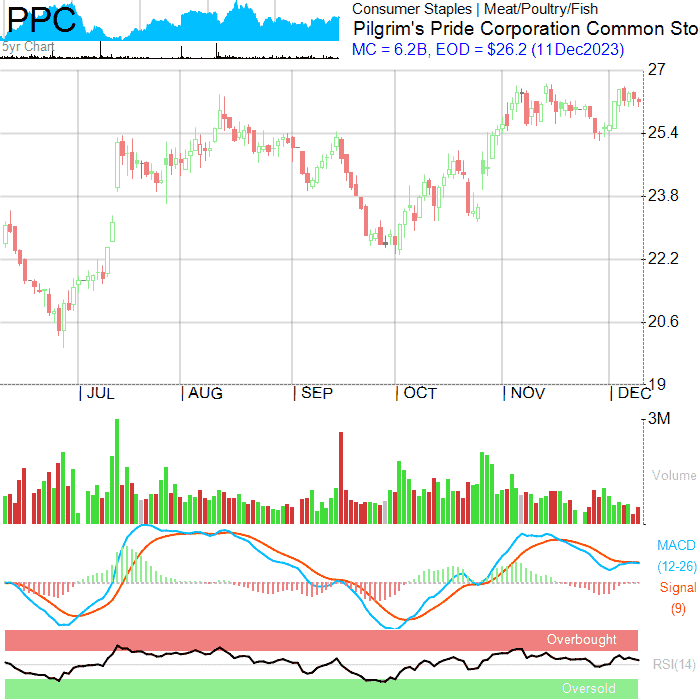 PPC
5yr Chart
Consumer Staples | Meat/Poultry/Fish
Pilgrim's Pride Corporation Common Sto
MC = 6.2B, EOD = $26.2 (11Dec2023)
27
25.4
23.8
22.2
20.6
19
JUL
AUG
SEP
OCT
NOV
DEC
3M
Volume
MACD
(12-26)
Signal
(9)
Overbought
RSI(14)
Oversold